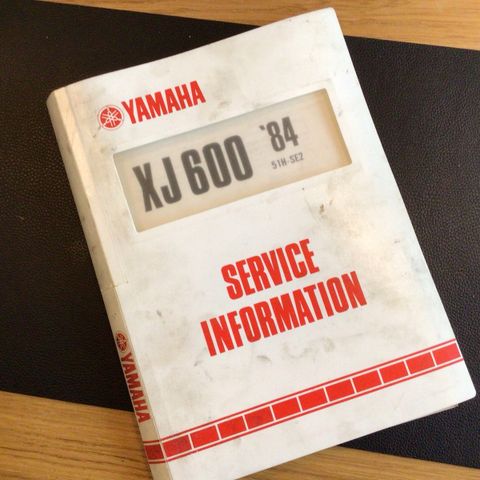 YAMAHA
XJ 600 '84
51H-SE2
SERVICE
INFORMATION
YAMAHA